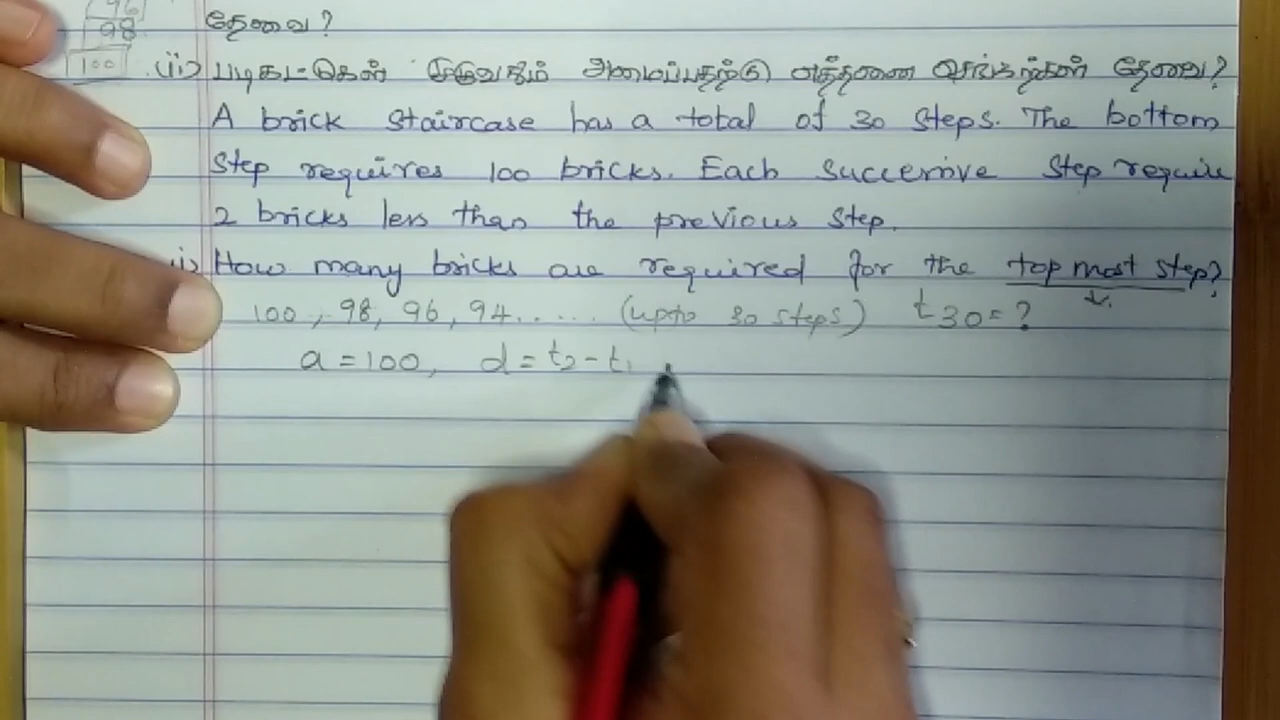 96
98
100
தேவை?
(ii) படிகட்டுகள் முழுவதும் அமைப்பதற்கு எத்தனை செங்கற்கள் தேவை?
A brick Staircase has a total of 30 Steps. The bottom
Step requires 100 bricks. Each Successive Step require
2 bricks less than the previous Step.
i) How many bricks are required for the top most step?
100, 98, 96, 94..... (upto 30 steps) t30=?
a=100, d=t2-t1